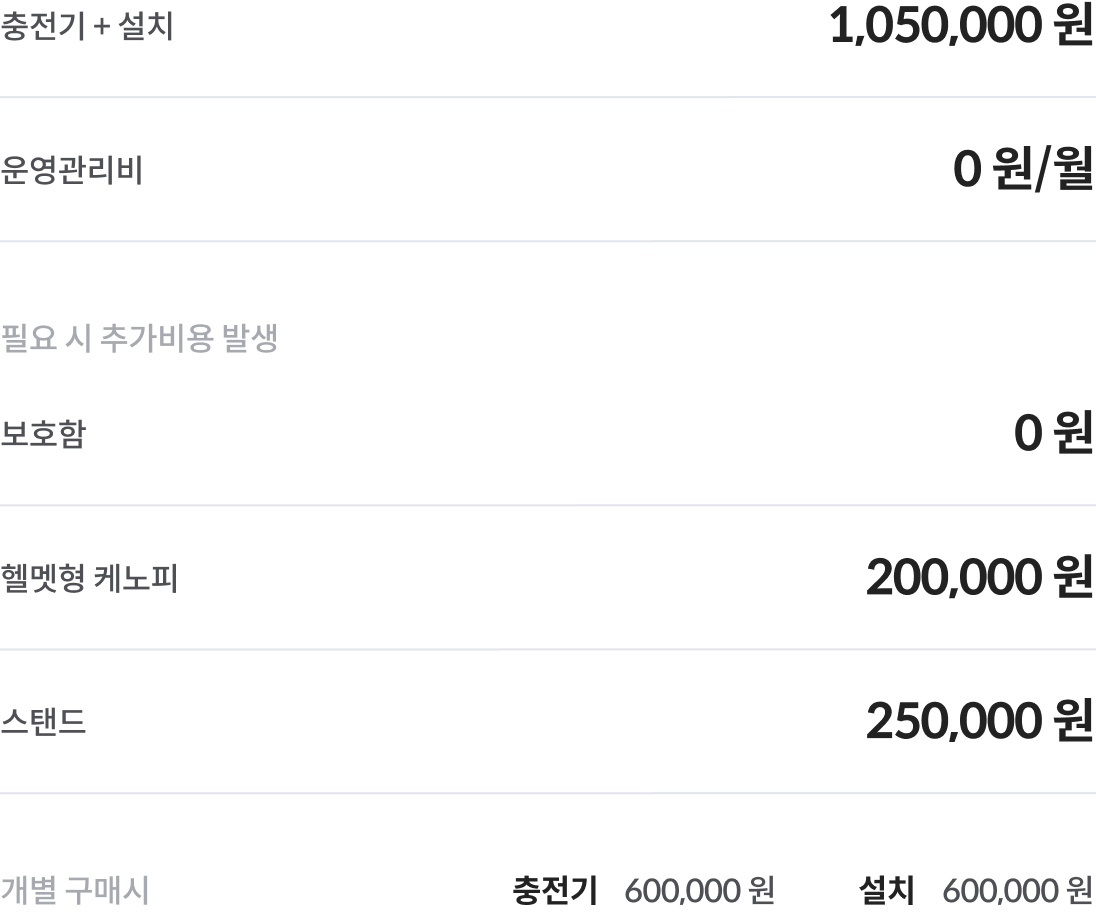 충전기 + 설치 1,050,000 원
운영관리비 0 원/월
필요 시 추가비용 발생
보호함 0 원
헬멧형 케노피 200,000 원
스탠드 250,000 원
개별 구매시 충전기 600,000 원 설치 600,000 원